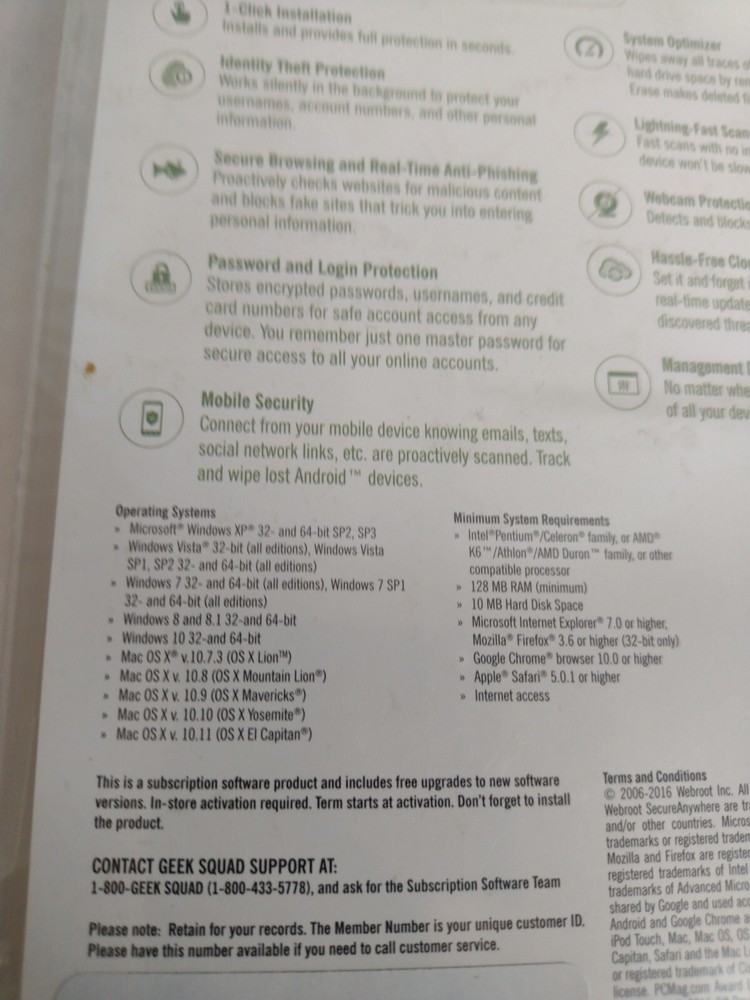 1-Click Installation
Installs and provides full protection in seconds.
Identity Theft Protection
Works silently in the background to protect your
usernames, account numbers, and other personal
information.
Secure Browsing and Real-Time Anti-Phishing
Proactively checks websites for malicious content
and blocks fake sites that trick you into entering
personal information.
Password and Login Protection
Stores encrypted passwords, usernames, and credit
card numbers for safe account access from any
device. You remember just one master password for
secure access to all your online accounts.
Mobile Security
Connect from your mobile device knowing emails, texts,
social network links, etc. are proactively scanned. Track
and wipe lost Android™ devices.
System Optimizer
Wipes away all traces of
hard drive space by
Erase makes deleted
Lightning-Fast Scan
Fast scans with no
device won't be slow
Webcam
Detects and blocks
Hassle-Free
Set it and forget
real-time update
discovered
Management
No matter
of all your
Operating Systems
» Microsoft® Windows XP® 32- and 64-bit SP2, SP3
» Windows Vista® 32-bit (all editions), Windows Vista
SP1, SP2 32- and 64-bit (all editions)
» Windows 7 32- and 64-bit (all editions), Windows 7 SP1
32- and 64-bit (all editions)
» Windows 8 and 8.1 32-and 64-bit
» Windows 10 32-and 64-bit
» Mac OS X® v.10.7.3 (OS X Lion™)
» Mac OS X v. 10.8 (OS X Mountain Lion®)
» Mac OS X v. 10.9 (OS X Mavericks®)
» Mac OS X v. 10.10 (OS X Yosemite®)
» Mac OS X v. 10.11 (OS X El Capitan®)
Minimum System Requirements
» Intel®Pentium®/Celeron® family, or AMD®
K6™/Athlon®/AMD Duron™ family, or other
compatible processor
» 128 MB RAM (minimum)
» 10 MB Hard Disk Space
» Microsoft Internet Explorer® 7.0 or higher,
Mozilla® Firefox® 3.6 or higher (32-bit only)
» Google Chrome® browser 10.0 or higher
» Apple® Safari® 5.0.1 or higher
» Internet access
This is a subscription software product and includes free upgrades to new software
versions. In-store activation required. Term starts at activation. Don't forget to install
the product.
CONTACT GEEK SQUAD SUPPORT AT:
1-800-GEEK SQUAD (1-800-433-5778), and ask for the Subscription Software Team
Please note: Retain for your records. The Member Number is your unique customer ID.
Please have this number available if you need to call customer service.
Terms and Conditions
© 2006-2016 Webroot Inc. All
Webroot SecureAnywhere are
and/or other countries.
trademarks or registered
Mozilla and Firefox are
registered trademarks of Intel
trademarks of Advanced
shared by Google and used
Android and Google Chrome
iPod Touch, Mac, Mac OS,
Capitan, Safari and the Mac
or registered trademark of
license. PCMag.com Award